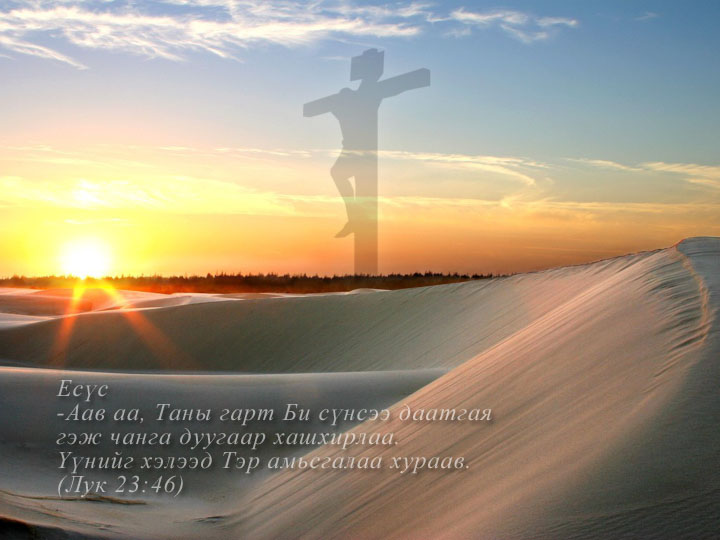 Есүс
-Аав аа, Таны гарт Би сүнсээ даатгая
гэж чанга дуугаар хашхирлаа.
Үүнийг хэлээд Тэр амьсгалаа хураав.
(Лук 23:46)